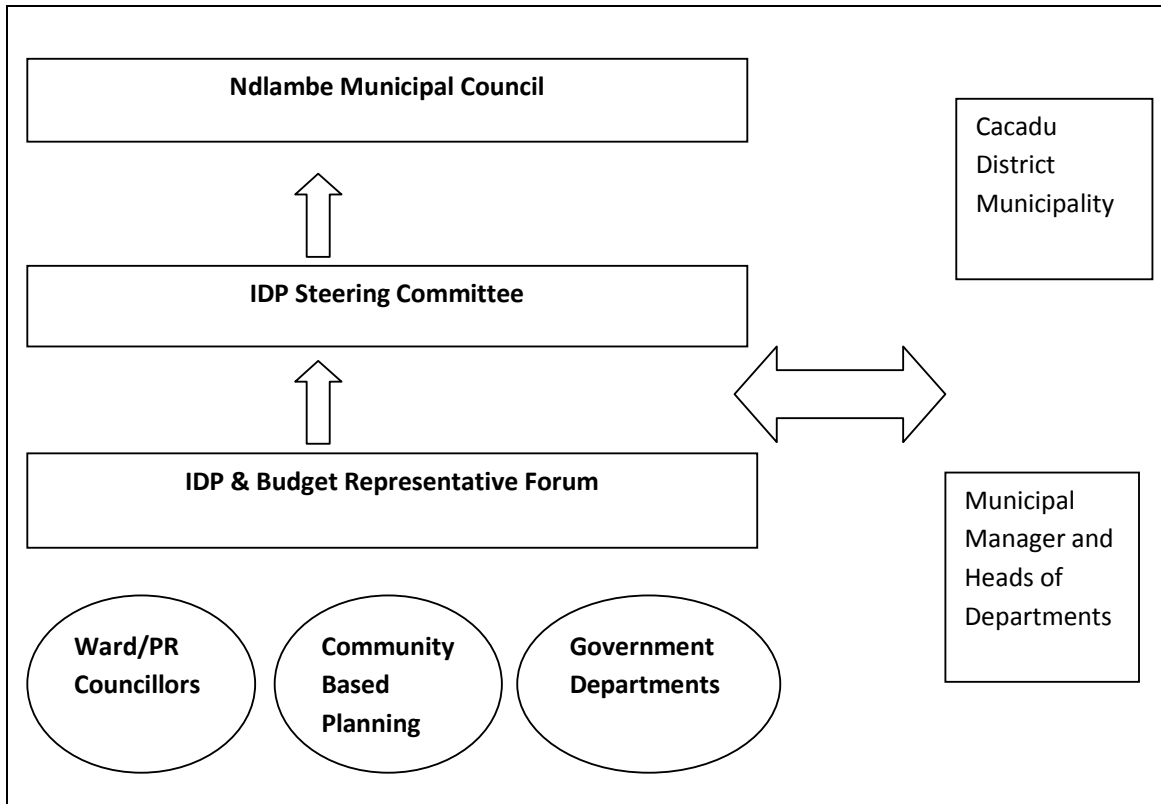 Ndlambe Municipal Council
Cacadu
District
Municipality
IDP Steering Committee
IDP & Budget Representative Forum
Municipal
Manager and
Heads of
Departments
Ward/PR
Councillors
Community
Based
Planning
Government
Departments